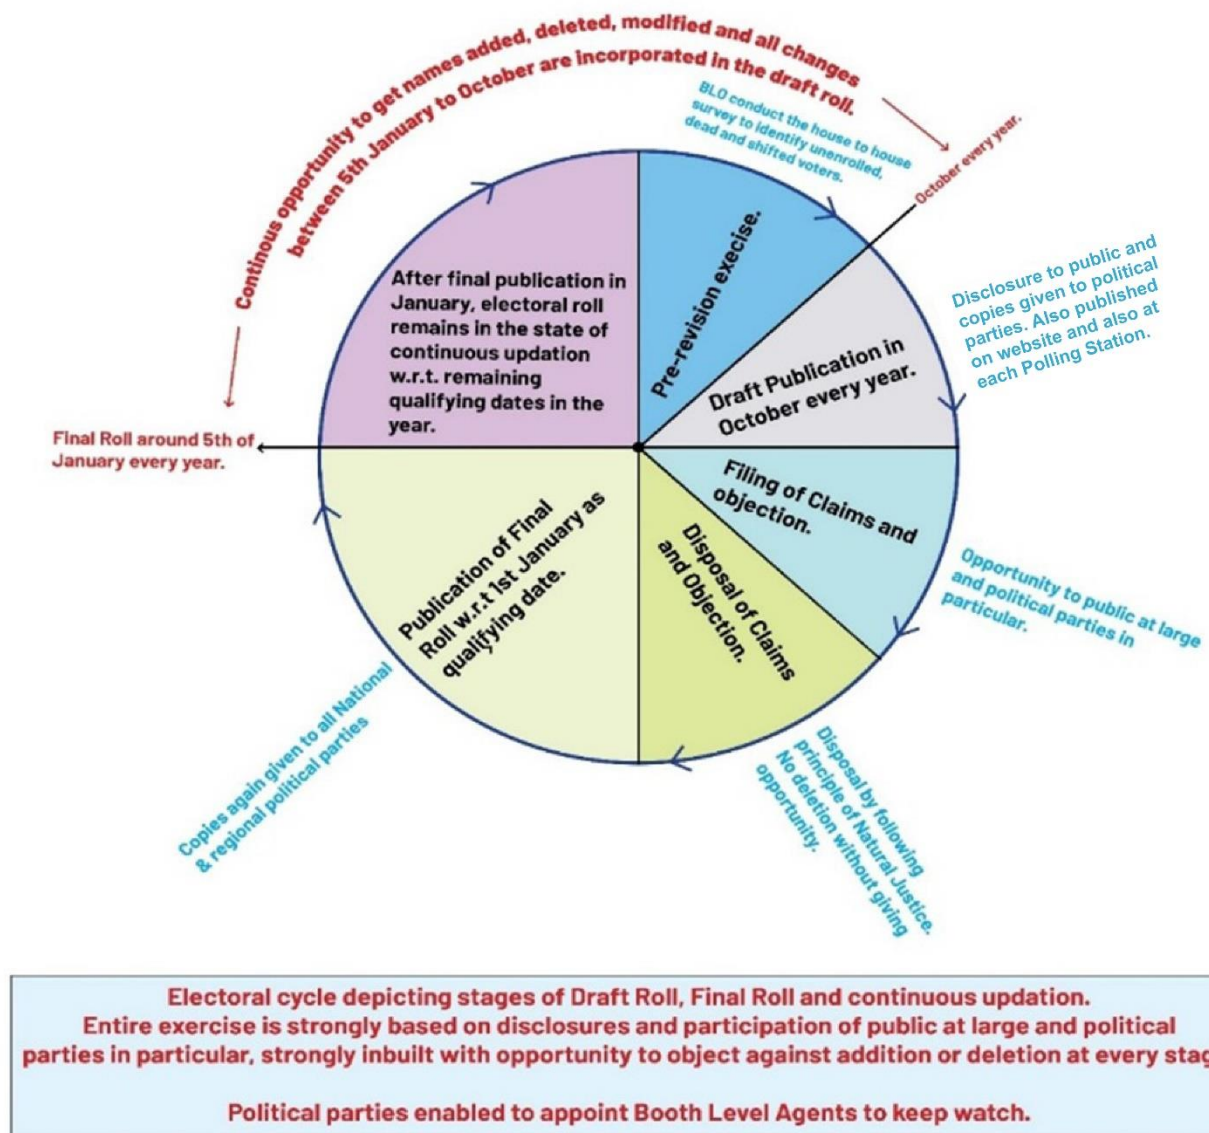 Continous opportunity to get names added, deleted, modified and all changes
between 5th January to October are incorporated in the draft roll.
BLO conduct the house to house
survey to identify unenrolled,
dead and shifted voters.
October every year.
Pre-revision execise.
Disclosure to public and
copies given to political
parties. Also published
on website and also at
each Polling Station.
Draft Publication in
October every year.
After final publication in
January, electoral roll
remains in the state of
continuous updation
w.r.t. remaining
qualifying dates in the
year.
Final Roll around 5th of
January every year.
Filing of Claims and
objection.
Opportunity to public at large
and political parties in
particular.
Disposal of Claims
and Objection.
Disposal by following
principle of Natural Justice.
No deletion without giving
opportunity.
Publication of Final
Roll w.r.t 1st January as
qualifying date.
Copies again given to all National
& regional political parties
Electoral cycle depicting stages of Draft Roll, Final Roll and continuous updation.
Entire exercise is strongly based on disclosures and participation of public at large and political
parties in particular, strongly inbuilt with opportunity to object against addition or deletion at every stag
Political parties enabled to appoint Booth Level Agents to keep watch.